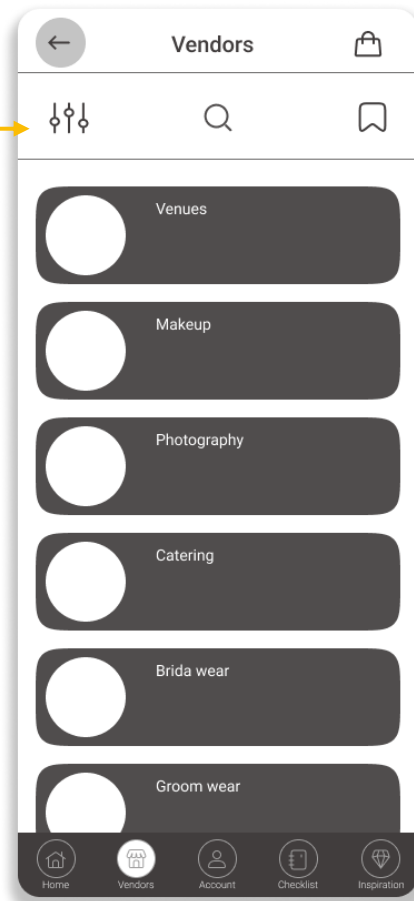 Vendors
Venues
Makeup
Photography
Catering
Brida wear
Groom wear
Home Vendors Account Checklist Inspiration